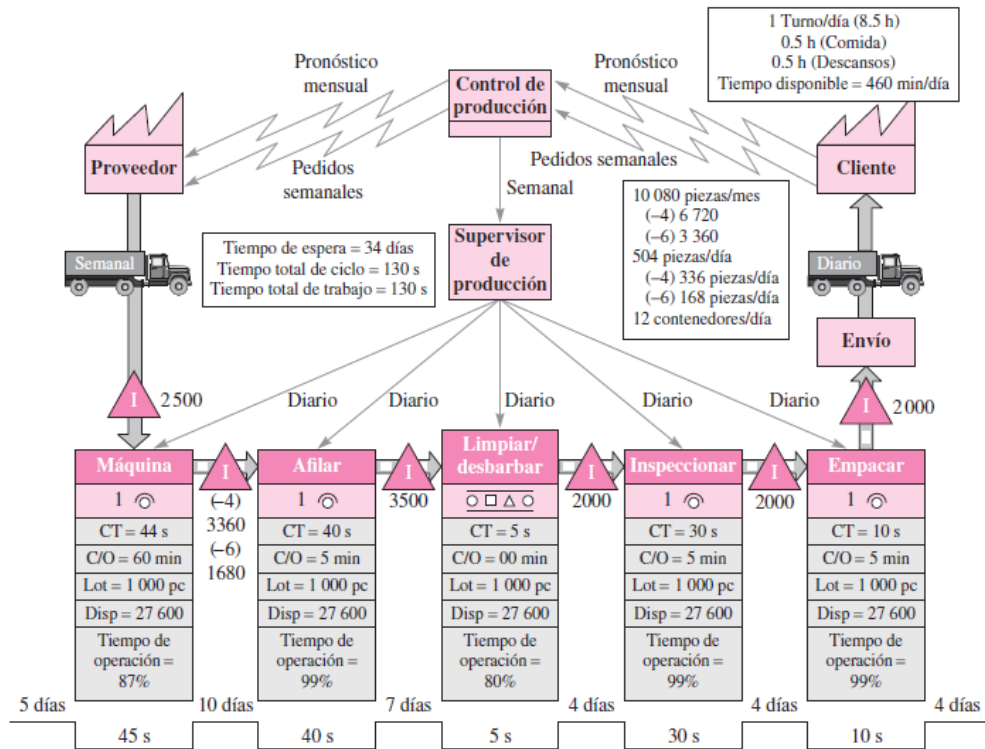 1 Turno/día (8.5 h)
0.5 h (Comida)
0.5 h (Descansos)
Tiempo disponible = 460 min/día
Pronóstico
mensual
Control de
producción
Pronóstico
mensual
Proveedor
Pedidos
semanales
Pedidos semanales
Cliente
Semanal
10 080 piezas/mes
(–4) 6 720
(–6) 3 360
504 piezas/día
(–4) 336 piezas/día
(–6) 168 piezas/día
12 contenedores/día
Semanal
Tiempo de espera = 34 días
Tiempo total de ciclo = 130 s
Tiempo total de trabajo = 130 s
Supervisor
de
producción
Diario
Envío
I
2 500
Diario
Diario
Diario
Diario
Diario
I
2 000
Máquina
1
CT = 44 s
C/O = 60 min
Lot = 1 000 pc
Disp = 27 600
Tiempo de
operación =
87%
I
(–4)
3360
(–6)
1680
Afilar
1
CT = 40 s
C/O = 5 min
Lot = 1 000 pc
Disp = 27 600
Tiempo de
operación =
99%
I
3500
Limpiar/
desbarbar
CT = 5 s
C/O = 00 min
Lot = 1 000 pc
Disp = 27 600
Tiempo de
operación =
80%
I
2000
Inspeccionar
1
CT = 30 s
C/O = 5 min
Lot = 1 000 pc
Disp = 27 600
Tiempo de
operación =
99%
I
2000
Empacar
1
CT = 10 s
C/O = 5 min
Lot = 1 000 pc
Disp = 27 600
Tiempo de
operación =
99%
5 días
10 días
7 días
4 días
4 días
4 días
45 s
40 s
5 s
30 s
10 s